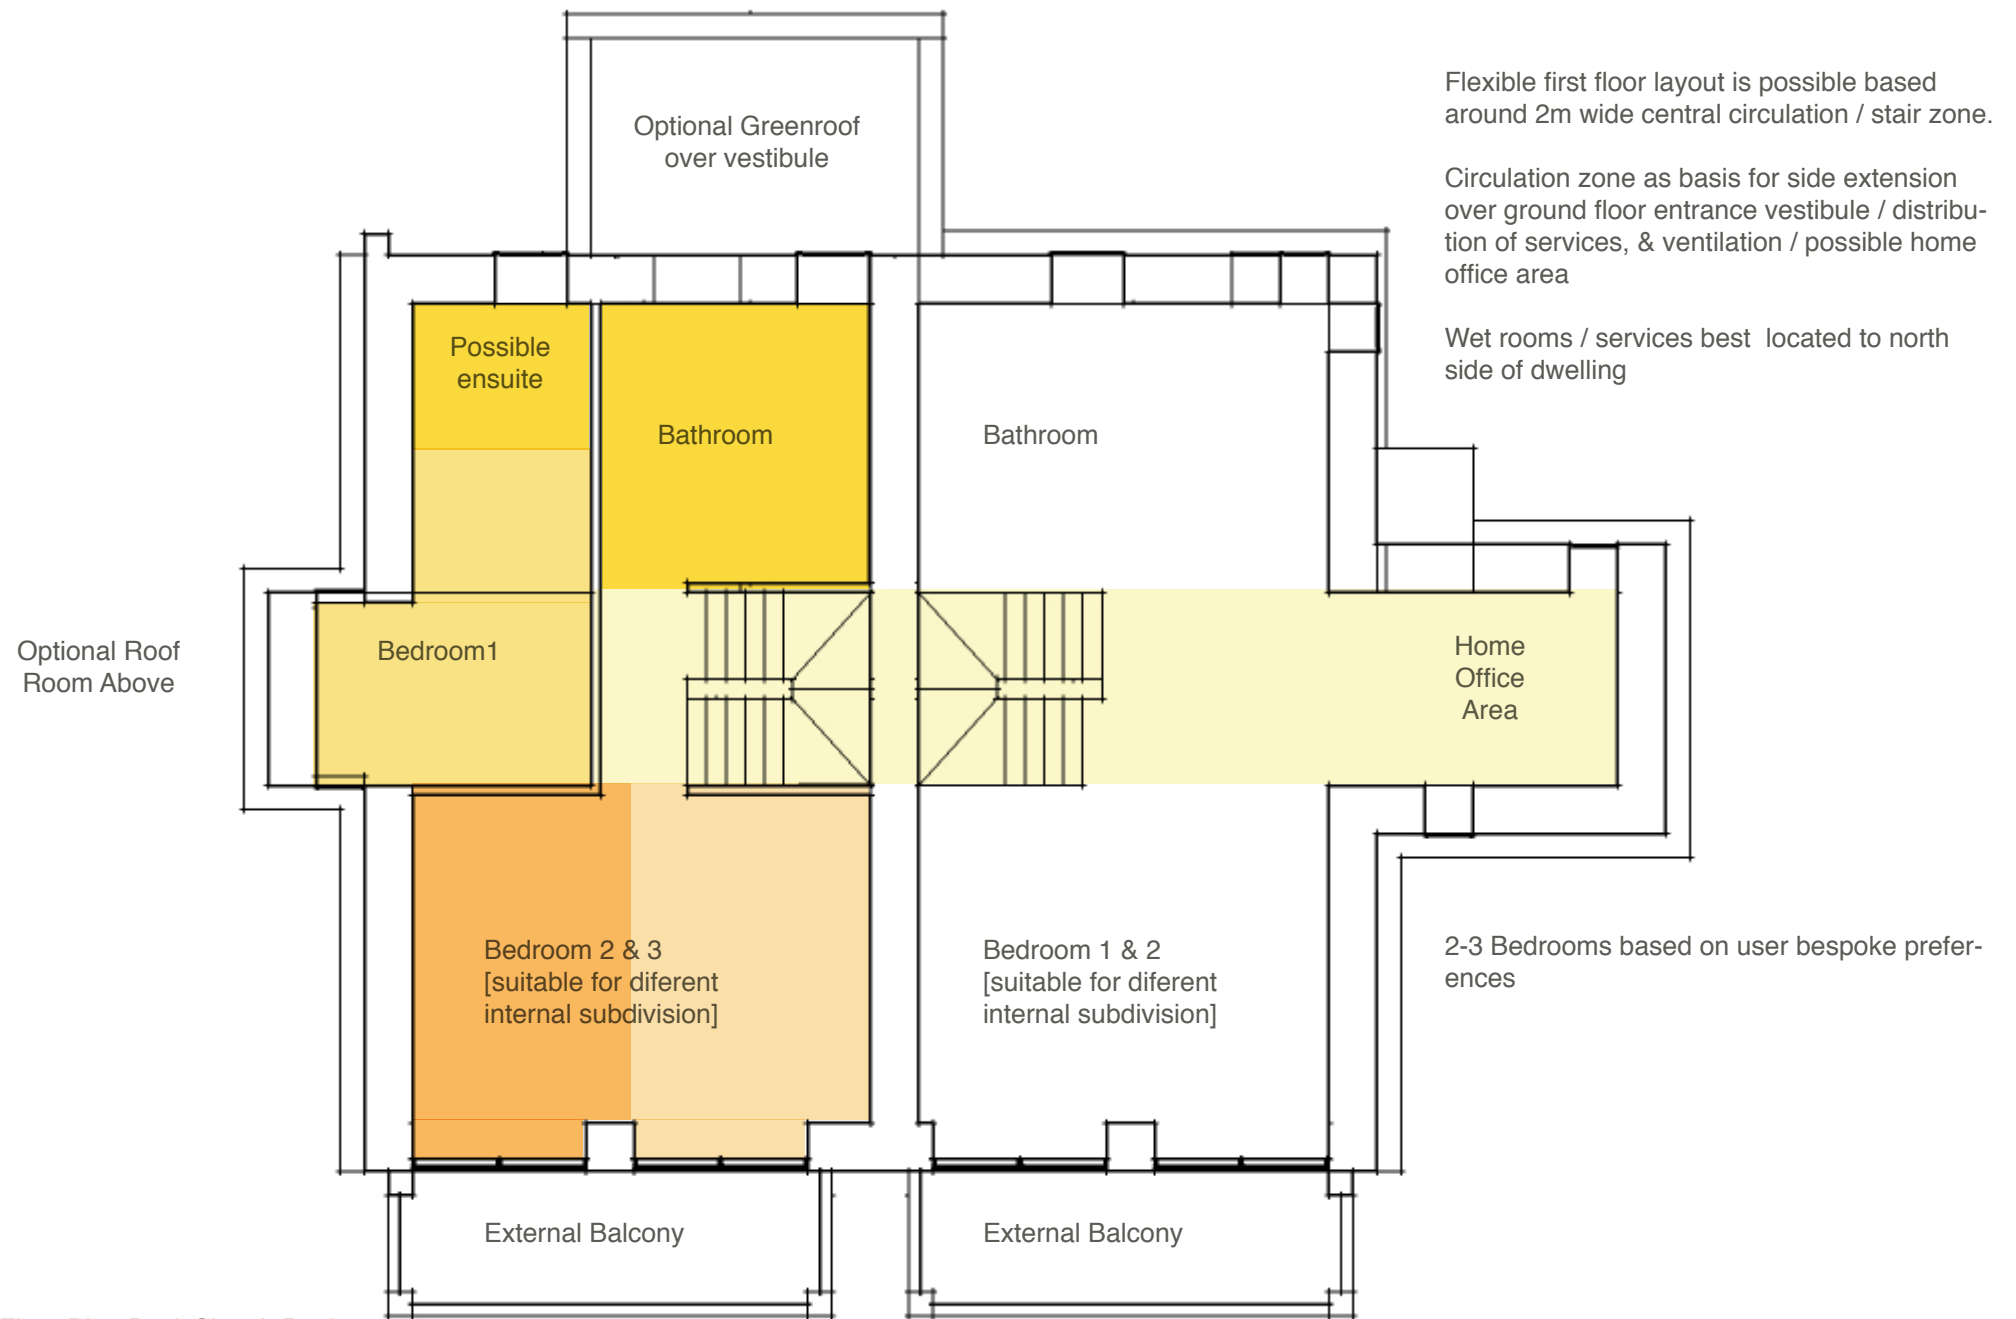 Optional Greenroof
over vestibule
Flexible first floor layout is possible based
around 2m wide central circulation / stair zone.
Circulation zone as basis for side extension
over ground floor entrance vestibule / distribu-
tion of services, & ventilation / possible home
office area
Wet rooms / services best  located to north
side of dwelling
Possible
ensuite
Bathroom
Bathroom
Optional Roof
Room Above
Bedroom1
Home
Office
Area
Bedroom 2 & 3
[suitable for diferent
internal subdivision]
Bedroom 1 & 2
[suitable for diferent
internal subdivision]
2-3 Bedrooms based on user bespoke prefer-
ences
External Balcony
External Balcony